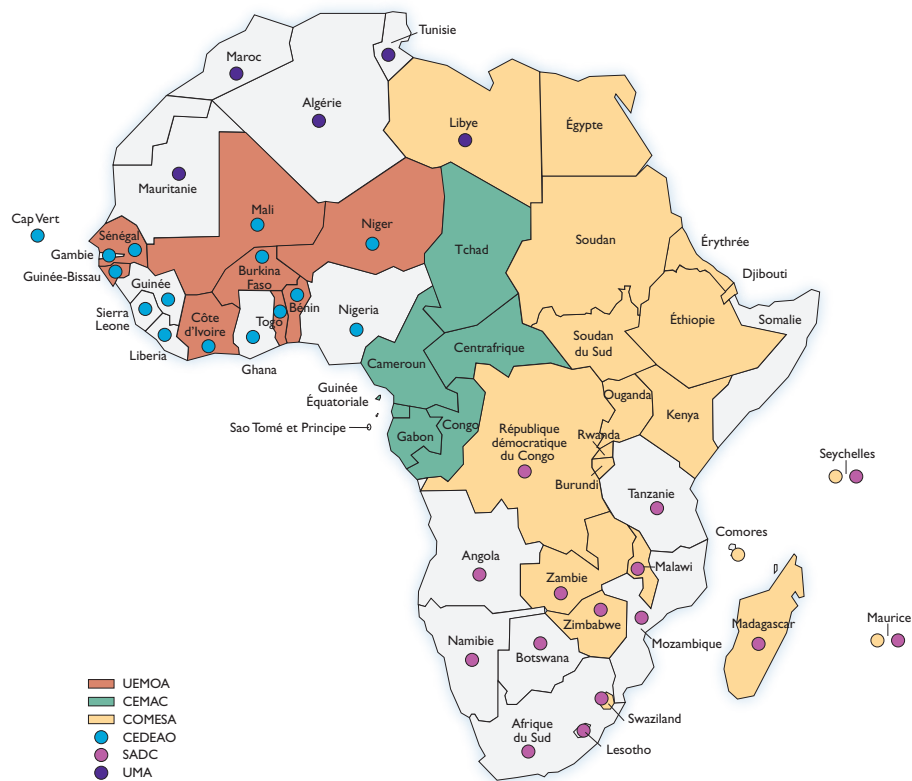 Tunisie
Maroc
Algérie
Libye
Égypte
Mauritanie
Cap Vert
Mali
Niger
Sénégal
Tchad
Soudan
Érythrée
Gambie
Guinée-Bissau
Burkina
Faso
Djibouti
Guinée
Bénin
Nigeria
Sierra
Leone
Côte
d'Ivoire
Togo
Éthiopie
Somalie
Soudan
du Sud
Centrafrique
Liberia
Ghana
Cameroun
Guinée
Équatoriale
Ouganda
Kenya
Sao Tomé et Principe
Gabon
Congo
République
démocratique
du Congo
Rwanda
Burundi
Seychelles
Tanzanie
Comores
Angola
Malawi
Zambie
Zimbabwe
Mozambique
Madagascar
Maurice
Namibie
Botswana
Swaziland
Lesotho
Afrique
du Sud
UEMOA
CEMAC
COMESA
CEDEAO
SADC
UMA